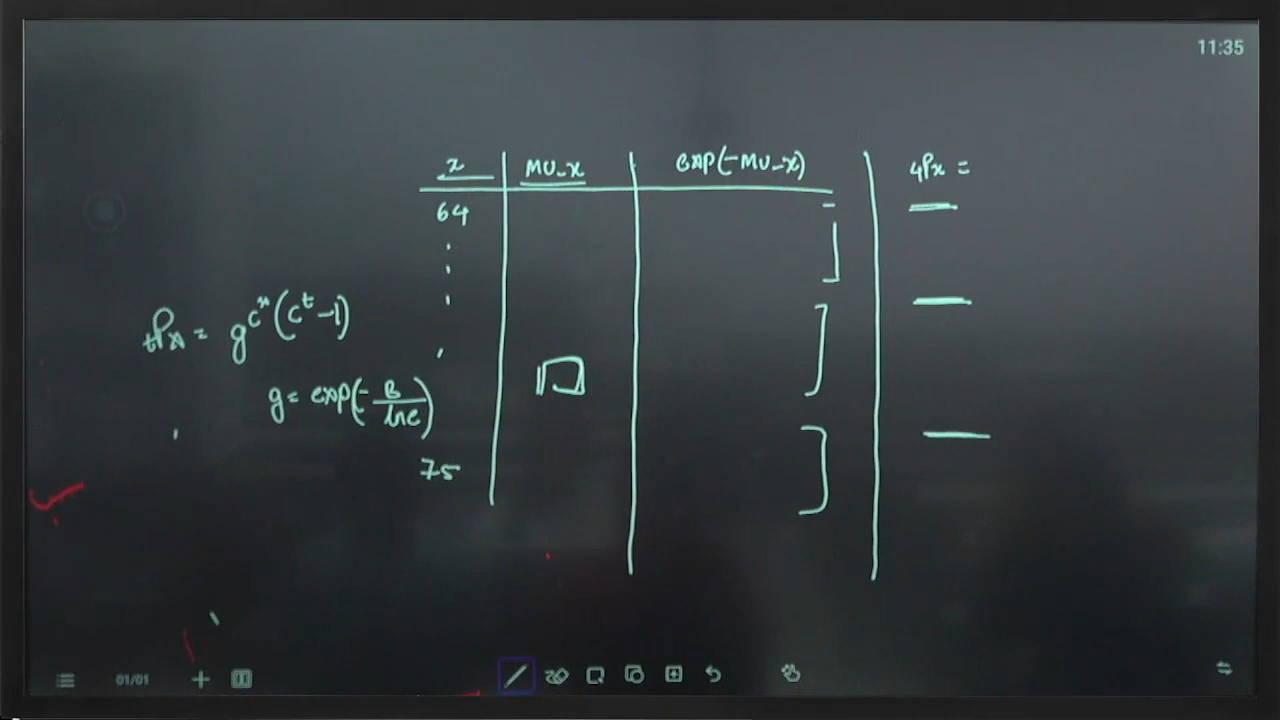 11:35
x MU_x exp(-MU_x) 4Px =
64
tPx = g^{c^x(c^t-1)}
g = exp(-B/lnc)
75
01/01